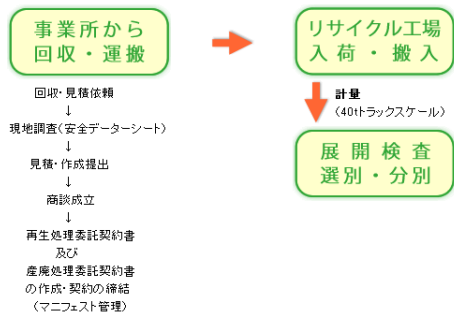 事業所から
回収・運搬
回収・見積依頼
↓
現地調査(安全データーシート)
↓
見積・作成提出
↓
商談成立
↓
再生処理委託契約書
及び
産廃処理委託契約書
の作成・契約の締結
(マニフェスト管理)
リサイクル工場
入荷・搬入
計量
(40tトラックスケール)
展開検査
選別・分別